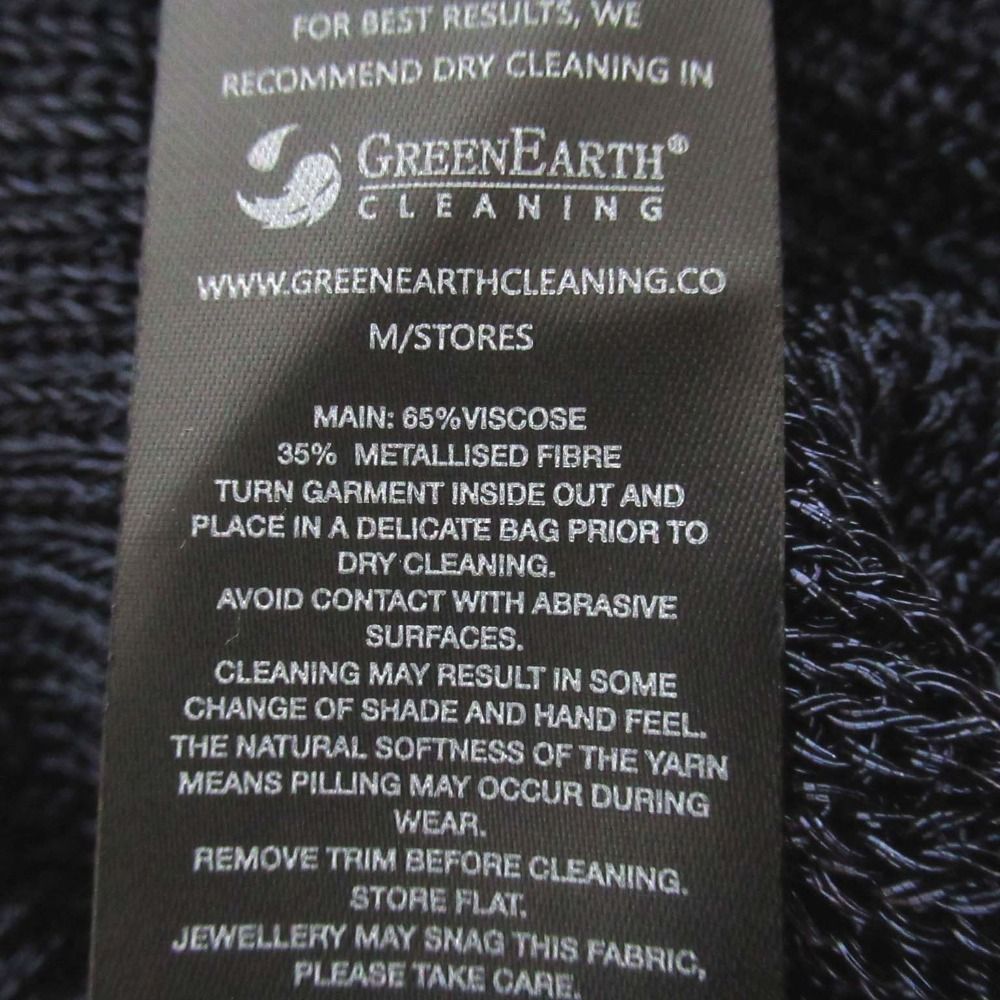 FOR BEST RESULTS, WE
RECOMMEND DRY CLEANING IN
GREENEARTH®
CLEANING
WWW.GREENEARTHCLEANING.CO
M/STORES
MAIN: 65%VISCOSE
35% METALLISED FIBRE
TURN GARMENT INSIDE OUT AND
PLACE IN A DELICATE BAG PRIOR TO
DRY CLEANING.
AVOID CONTACT WITH ABRASIVE
SURFACES.
CLEANING MAY RESULT IN SOME
CHANGE OF SHADE AND HAND FEEL.
THE NATURAL SOFTNESS OF THE YARN
MEANS PILLING MAY OCCUR DURING
WEAR.
REMOVE TRIM BEFORE CLEANING.
STORE FLAT.
JEWELLERY MAY SNAG THIS FABRIC,
PLEASE TAKE CARE.